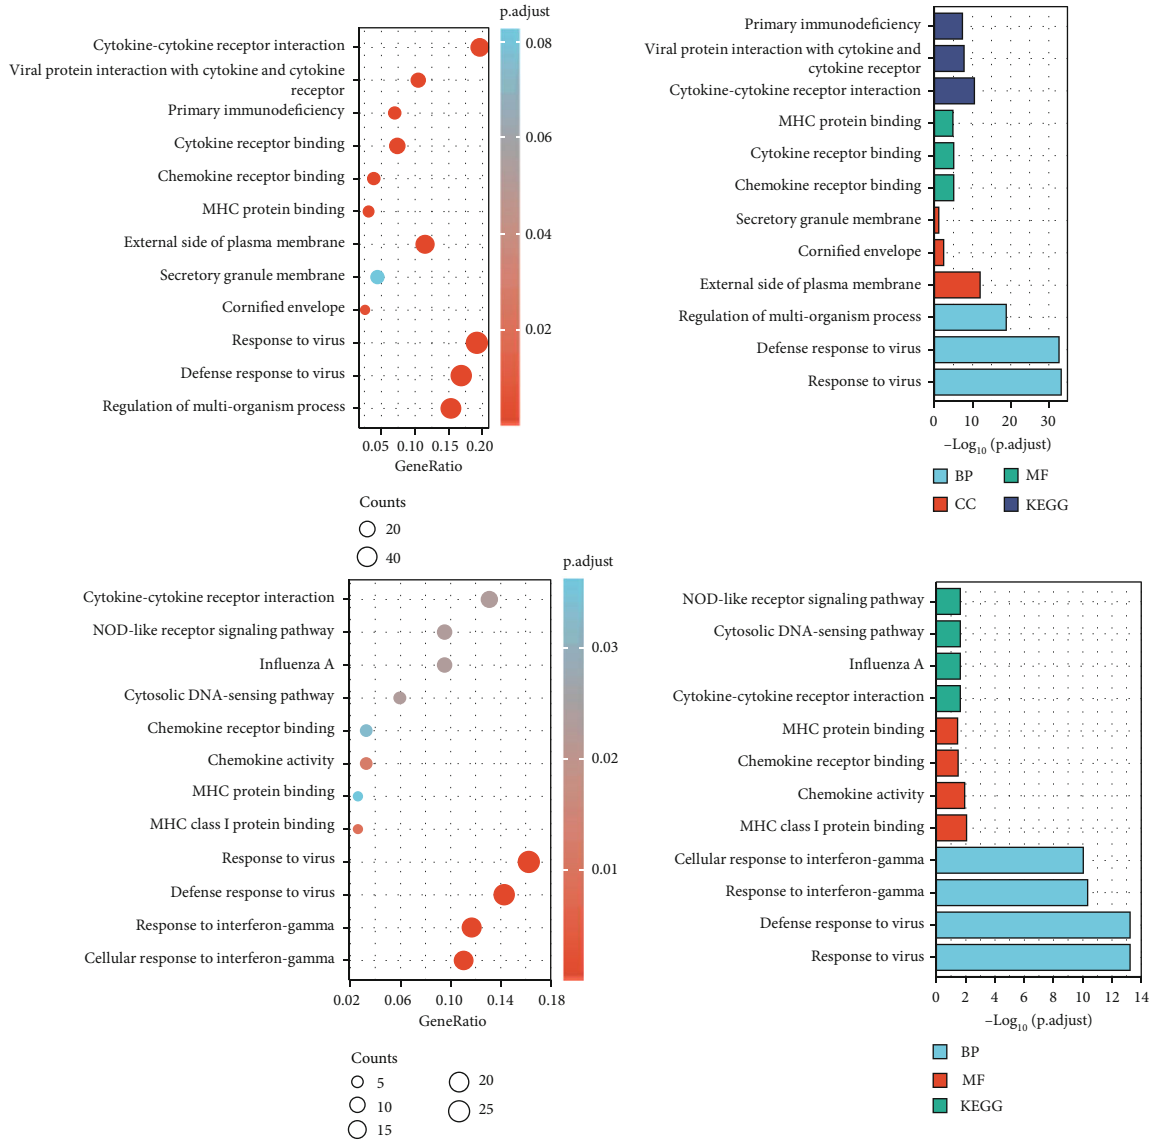 p.adjust
Cytokine-cytokine receptor interaction
Viral protein interaction with cytokine and cytokine
receptor
Primary immunodeficiency
Cytokine receptor binding
Chemokine receptor binding
MHC protein binding
External side of plasma membrane
Secretory granule membrane
Cornified envelope
Response to virus
Defense response to virus
Regulation of multi-organism process
0.08
0.06
0.04
0.02
0.05 0.10 0.15 0.20
GeneRatio
Counts
20
40
Primary immunodeficiency
Viral protein interaction with cytokine and
cytokine receptor
Cytokine-cytokine receptor interaction
MHC protein binding
Cytokine receptor binding
Chemokine receptor binding
Secretory granule membrane
Cornified envelope
External side of plasma membrane
Regulation of multi-organism process
Defense response to virus
Response to virus
0 10 20 30
–Log10 (p.adjust)
BP MF
CC KEGG
p.adjust
Cytokine-cytokine receptor interaction
NOD-like receptor signaling pathway
Influenza A
Cytosolic DNA-sensing pathway
Chemokine receptor binding
Chemokine activity
MHC protein binding
MHC class I protein binding
Response to virus
Defense response to virus
Response to interferon-gamma
Cellular response to interferon-gamma
0.03
0.02
0.01
0.02 0.06 0.10 0.14 0.18
GeneRatio
Counts
5 20
10 25
15
NOD-like receptor signaling pathway
Cytosolic DNA-sensing pathway
Influenza A
Cytokine-cytokine receptor interaction
MHC protein binding
Chemokine receptor binding
Chemokine activity
MHC class I protein binding
Cellular response to interferon-gamma
Response to interferon-gamma
Defense response to virus
Response to virus
0 2 4 6 8 10 12 14
–Log10 (p.adjust)
BP
MF
KEGG